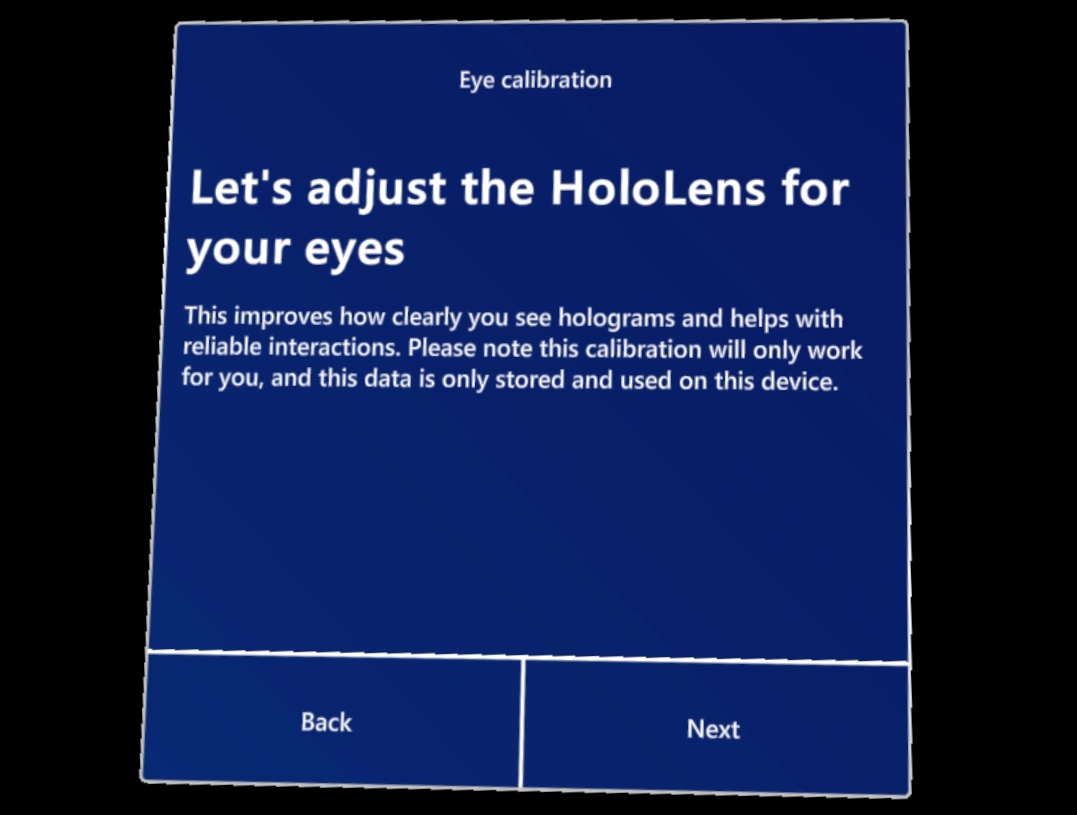 Eye calibration
Let's adjust the HoloLens for
your eyes
This improves how clearly you see holograms and helps with
reliable interactions. Please note this calibration will only work
for you, and this data is only stored and used on this device.
Back
Next